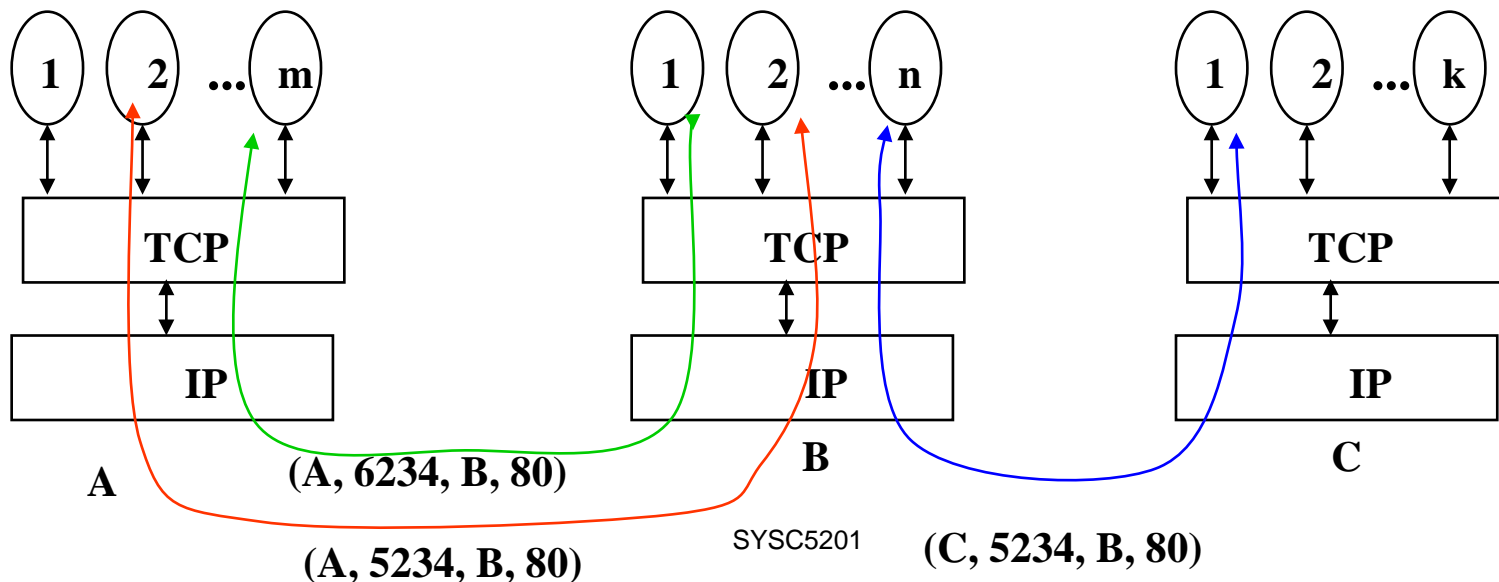 1 2 ... m
1 2 ... n
1 2 ... k
TCP
TCP
TCP
IP
IP
IP
A
B
C
(A, 6234, B, 80)
SYSC5201
(A, 5234, B, 80)
(C, 5234, B, 80)